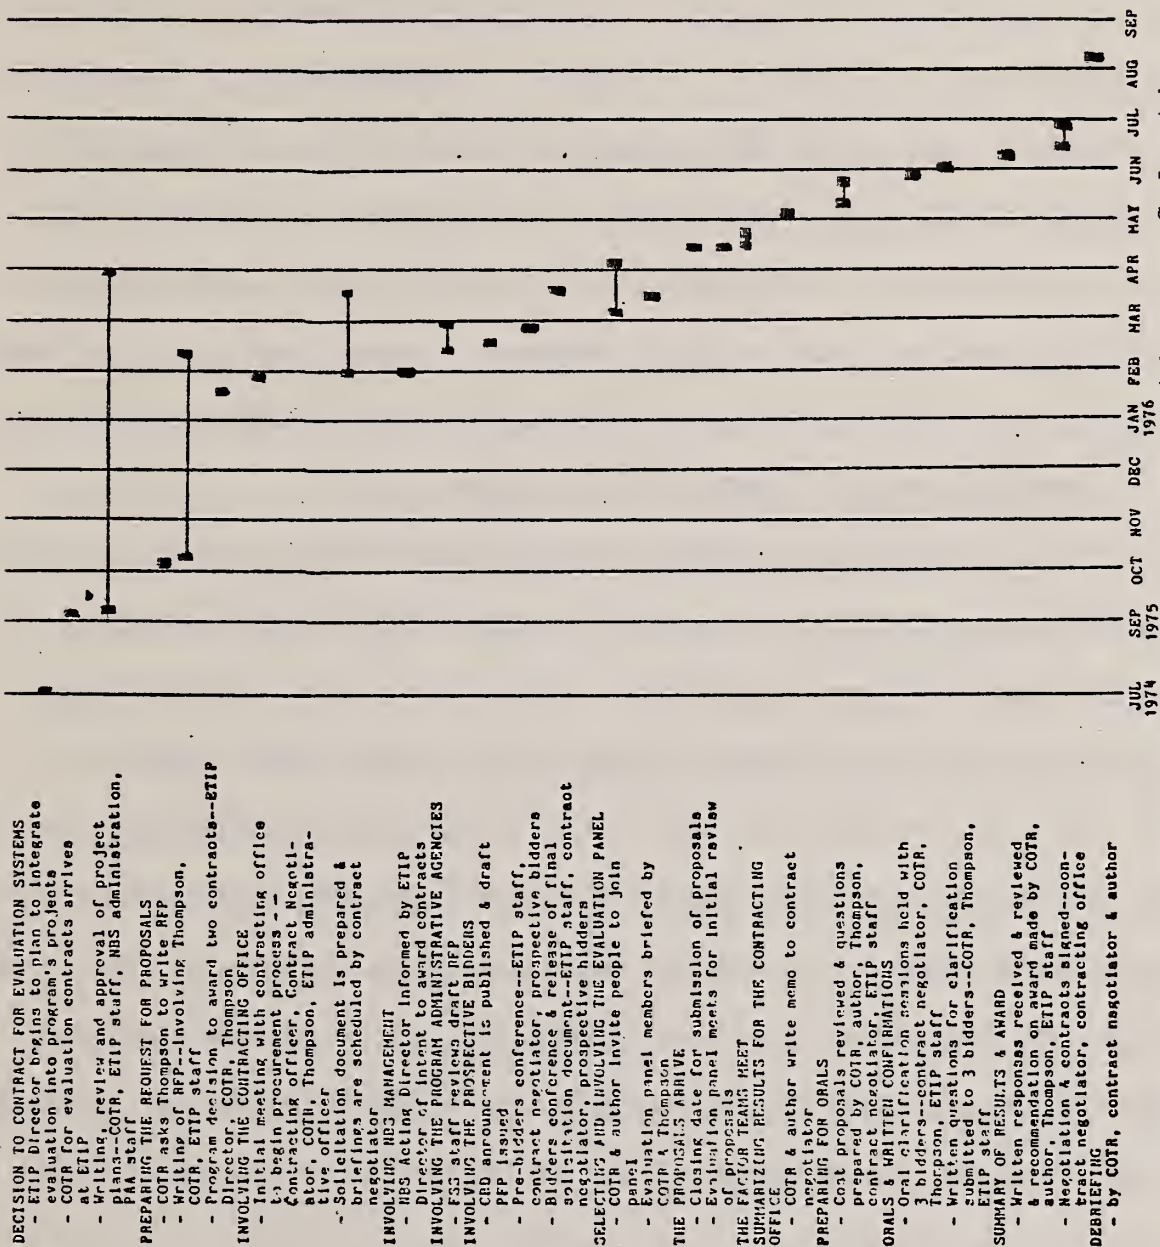 DECISION TO CONTRACT FOR EVALUATION SYSTEMS
- ETIP Director begins to plan to integrate
evaluation into program's projects
- COTR for evaluation contracts arrives
at ETIP
- Writing, review and approval of project
plans--COTR, ETIP staff, NBS administration,
PAA staff
PREPARING THE REQUEST FOR PROPOSALS
- COTR asks Thompson to write RFP
- Writing of RFP--involving Thompson,
COTR, ETIP staff
- Program decision to award two contracts--ETIP
Director, COTR, Thompson
INVOLVING THE CONTRACTING OFFICE
- Initial meeting with contracting office
to begin procurement process--
Contracting officer, Contract Negoti-
ator, COTR, Thompson, ETIP administra-
tive officer
- Solicitation document is prepared &
briefings are scheduled by contract
negotiator
INVOLVING NBS MANAGEMENT
- NBS Acting Director informed by ETIP
Director of intent to award contracts
INVOLVING THE PROGRAM ADMINISTRATIVE AGENCIES
- FSS staff reviews draft RFP
INVOLVING THE PROSPECTIVE BIDDERS
- CBD announcement is published & draft
RFP issued
- Pre-bidders conference--ETIP staff,
contract negotiator, prospective bidders
- Bidders conference & release of final
solicitation document--ETIP staff, contract
negotiator, prospective bidders
SELECTING AND INVOLVING THE EVALUATION PANEL
- COTR & author invite people to join
panel
- Evaluation panel members briefed by
COTR & Thompson
THE PROPOSALS ARRIVE
- Closing date for submission of proposals
- Evaluation panel meets for initial review
of proposals
THE FACTOR TEAMS MEET
SUMMARIZING RESULTS FOR THE CONTRACTING
OFFICE
- COTR & author write memo to contract
negotiator
PREPARING FOR ORALS
- Cost proposals reviewed & questions
prepared by COTR, author, Thompson,
contract negotiator, ETIP staff
ORALS & WRITTEN CONFIRMATIONS
- Oral clarification sessions held with
3 bidders--contract negotiator, COTR,
Thompson, ETIP staff
- Written questions for clarification
submitted to 3 bidders--COTR, Thompson,
ETIP staff
SUMMARY OF RESULTS & AWARD
- Written responses received & reviewed
& recommendation on award made by COTR,
author, Thompson, ETIP staff
- Negotiation & contracts signed--con-
tract negotiator, contracting office
DEBRIEFING
- by COTR, contract negotiator & author
JUL SEP OCT NOV DEC JAN FEB MAR APR MAY JUN JUL AUG SEP
1974 1975 1976